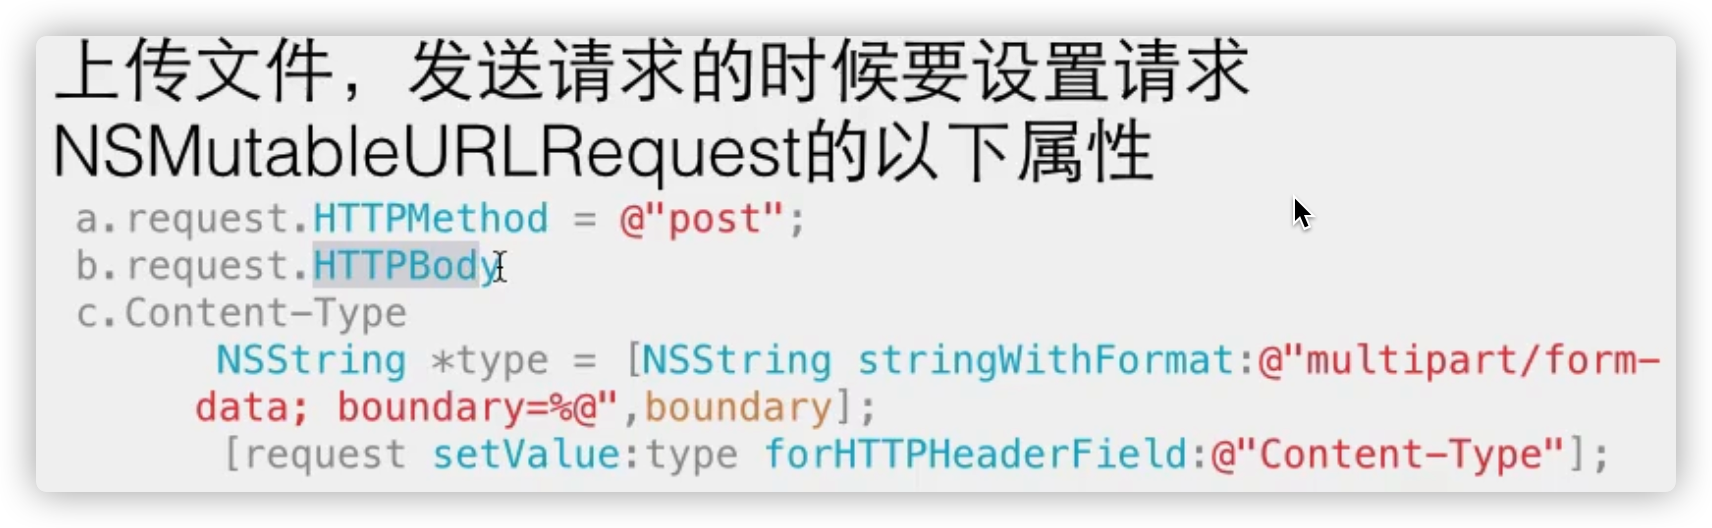 上传文件，发送请求的时候要设置请求
NSMutableURLRequest的以下属性
a.request.HTTPMethod = @"post";
b.request.HTTPBody
c.Content-Type
NSString *type = [NSString stringWithFormat:@"multipart/form-
data; boundary=%@",boundary];
[request setValue:type forHTTPHeaderField:@"Content-Type"];